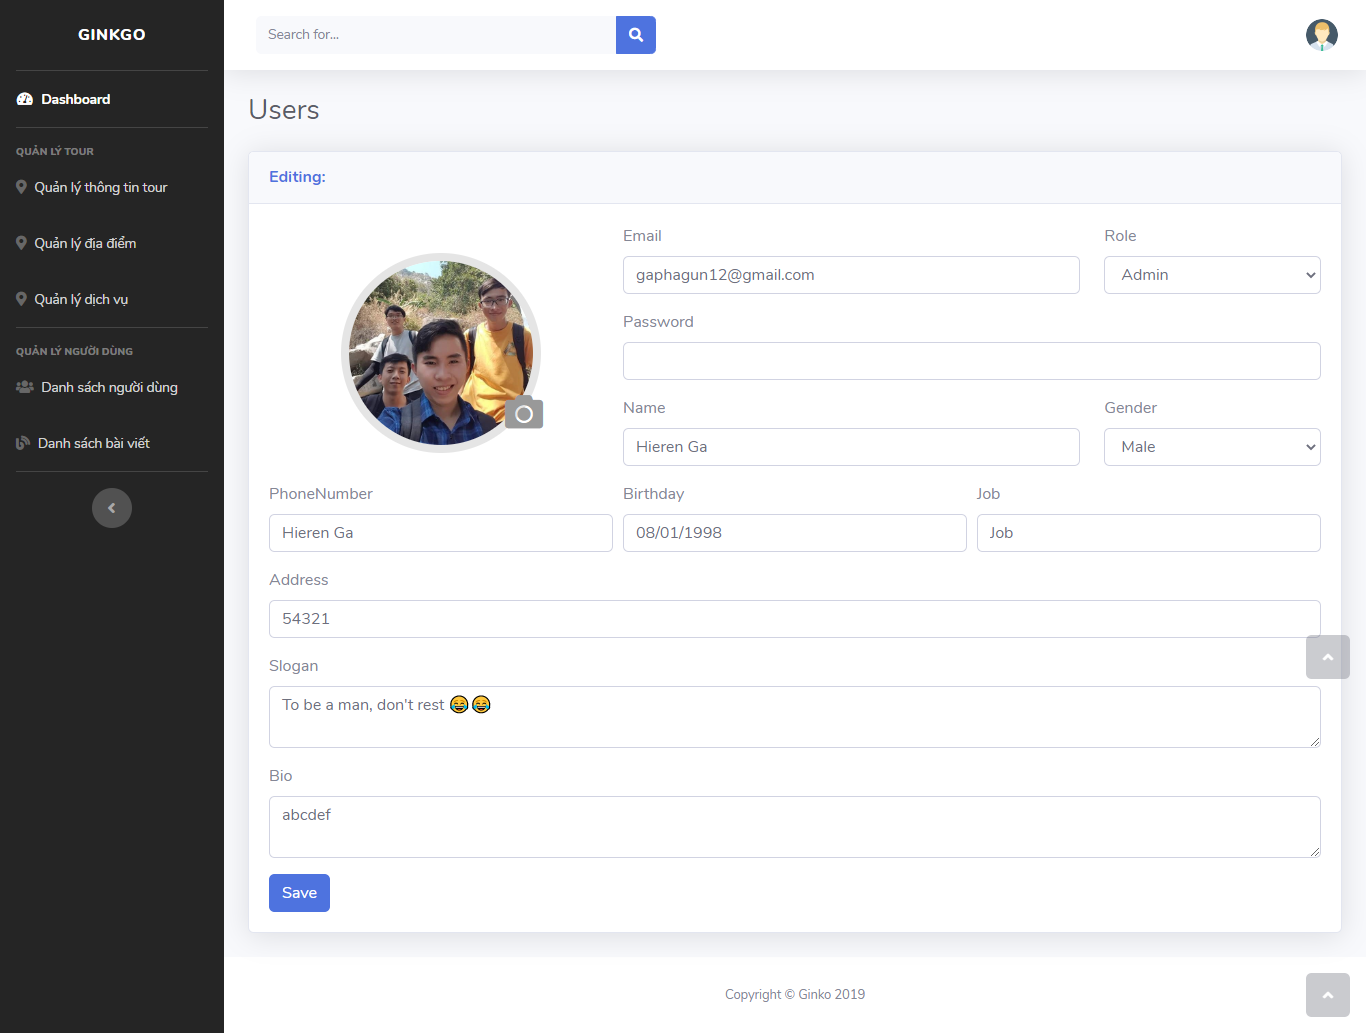 GINKGO
Search for...
Dashboard
QUẢN LÝ TOUR
Quản lý thông tin tour
Quản lý địa điểm
Quản lý dịch vụ
QUẢN LÝ NGƯỜI DÙNG
Danh sách người dùng
Danh sách bài viết
Users
Editing:
Email
Role
gaphagun12@gmail.com
Admin
Password
Name
Gender
Hieren Ga
Male
PhoneNumber
Birthday
Job
Hieren Ga
08/01/1998
Job
Address
54321
Slogan
To be a man, don't rest 😂😂
Bio
abcdef
Save
Copyright © Ginko 2019